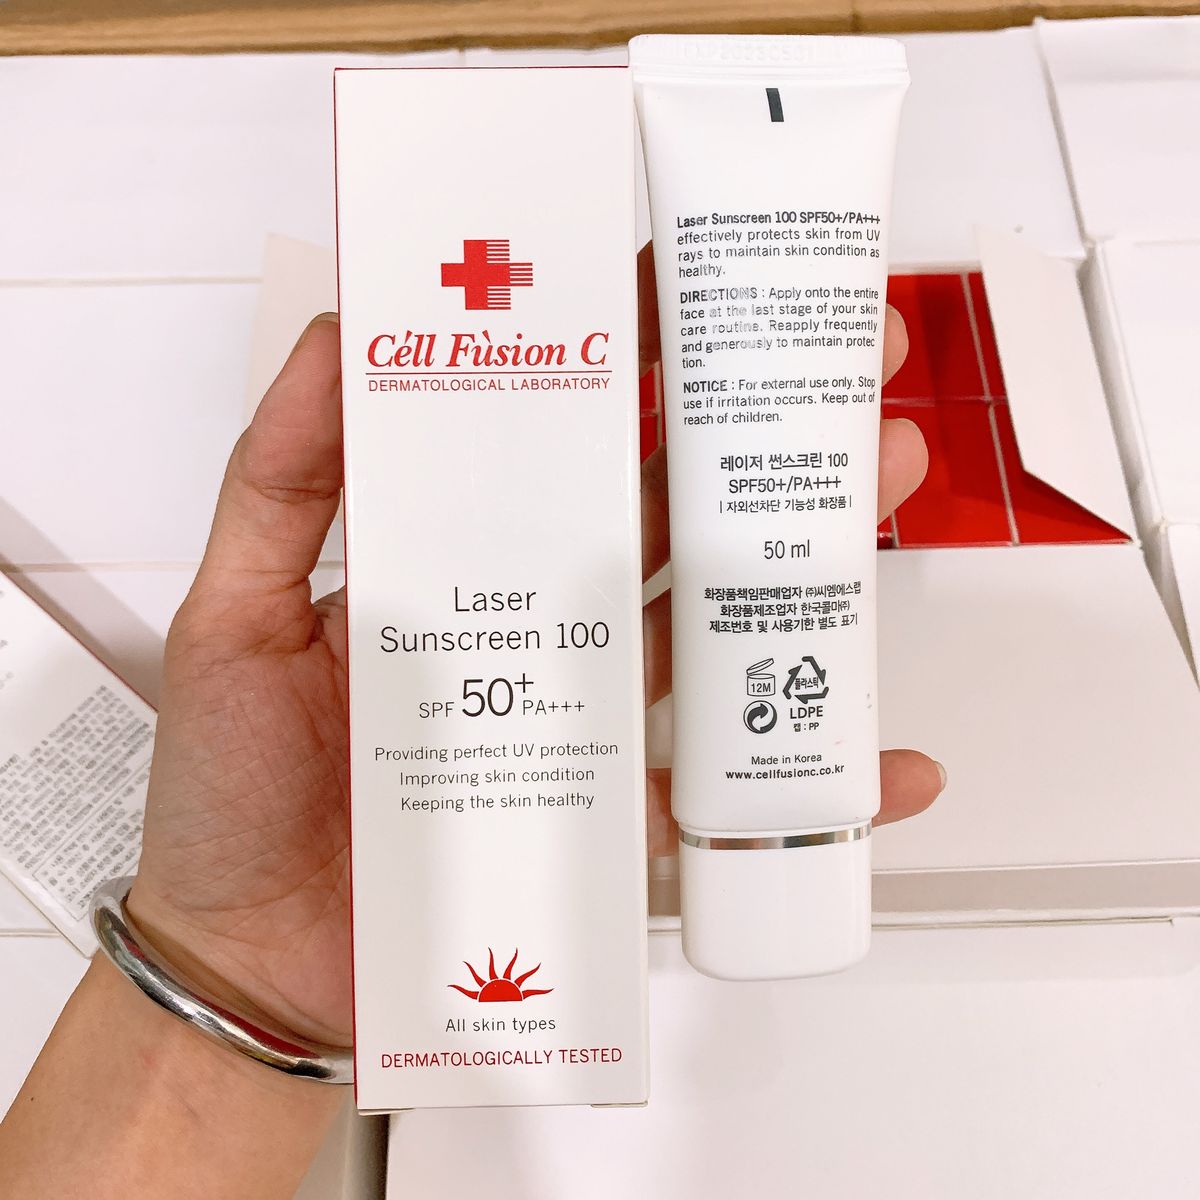 Céll Fùsion C
DERMATOLOGICAL LABORATORY
Laser
Sunscreen 100
SPF 50+ PA+++
Providing perfect UV protection
Improving skin condition
Keeping the skin healthy
All skin types
DERMATOLOGICALLY TESTED
EXP20230501
Laser Sunscreen 100 SPF50+/PA+++
effectively protects skin from UV
rays to maintain skin condition as
healthy.
DIRECTIONS : Apply onto the entire
face at the last stage of your skin
care routine. Reapply frequently
and generously to maintain protec
tion.
NOTICE : For external use only. Stop
use if irritation occurs. Keep out of
reach of children.
레이저 썬스크린 100
SPF50+/PA+++
| 자외선차단 기능성 화장품 |
50 ml
화장품책임판매업자 ㈜씨엠에스랩
화장품제조업자 한국콜마㈜
제조번호 및 사용기한 별도 표기
12M
플라스틱
LDPE
캡 : PP
Made in Korea
www.cellfusionc.co.kr